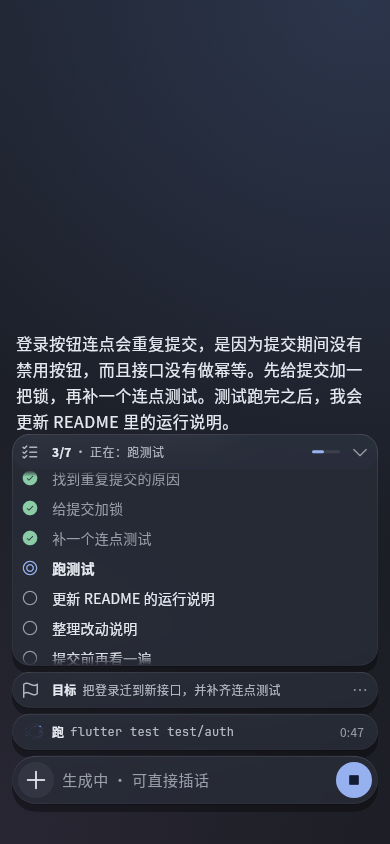 登录按钮连点会重复提交，是因为提交期间没有
禁用按钮，而且接口没有做幂等。先给提交加一
把锁，再补一个连点测试。测试跑完之后，我会
更新 README 里的运行说明。
3/7 · 正在：跑测试
找到重复提交的原因
给提交加锁
补一个连点测试
跑测试
更新 README 的运行说明
整理改动说明
提交前再看一遍
目标 把登录迁到新接口，并补齐连点测试
跑 flutter test test/auth 0:47
生成中 · 可直接插话